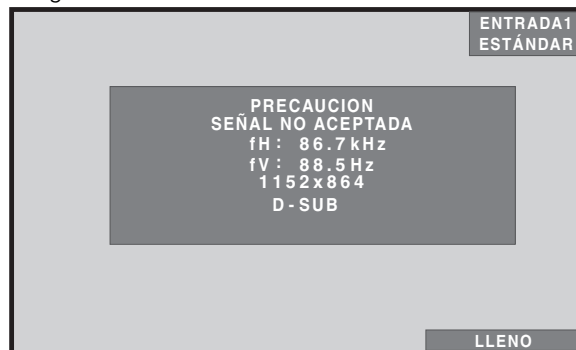 ENTRADA1
ESTÁNDAR
PRECAUCION
SEÑAL NO ACEPTADA
fH : 86.7kHz
fV : 88.5Hz
1152x864
D-SUB
LLENO